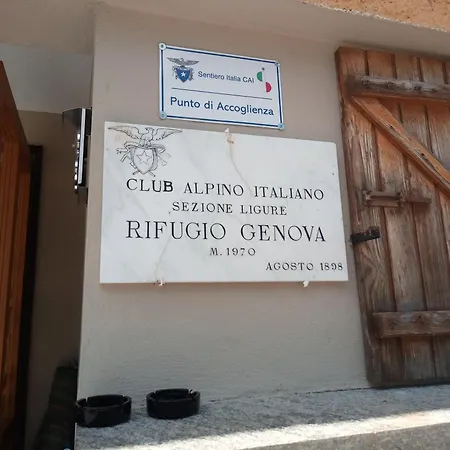 Sentiero Italia CAI
Punto di Accoglienza
CLUB ALPINO ITALIANO
SEZIONE LIGURE
RIFUGIO GENOVA
M. 1970
AGOSTO 1898